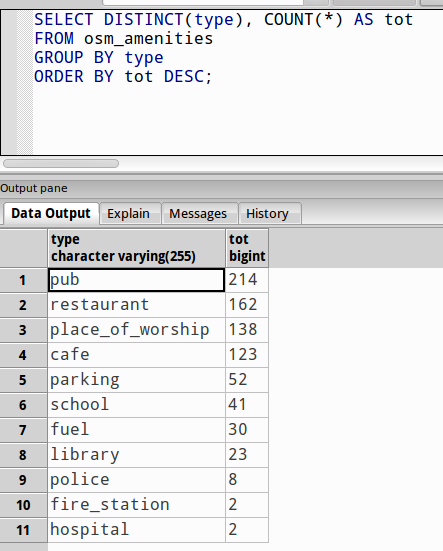 SELECT DISTINCT(type), COUNT(*) AS tot
FROM osm_amenities
GROUP BY type
ORDER BY tot DESC;
Output pane
Data Output Explain Messages History
type tot
character varying(255) bigint
1 pub 214
2 restaurant 162
3 place_of_worship 138
4 cafe 123
5 parking 52
6 school 41
7 fuel 30
8 library 23
9 police 8
10 fire_station 2
11 hospital 2